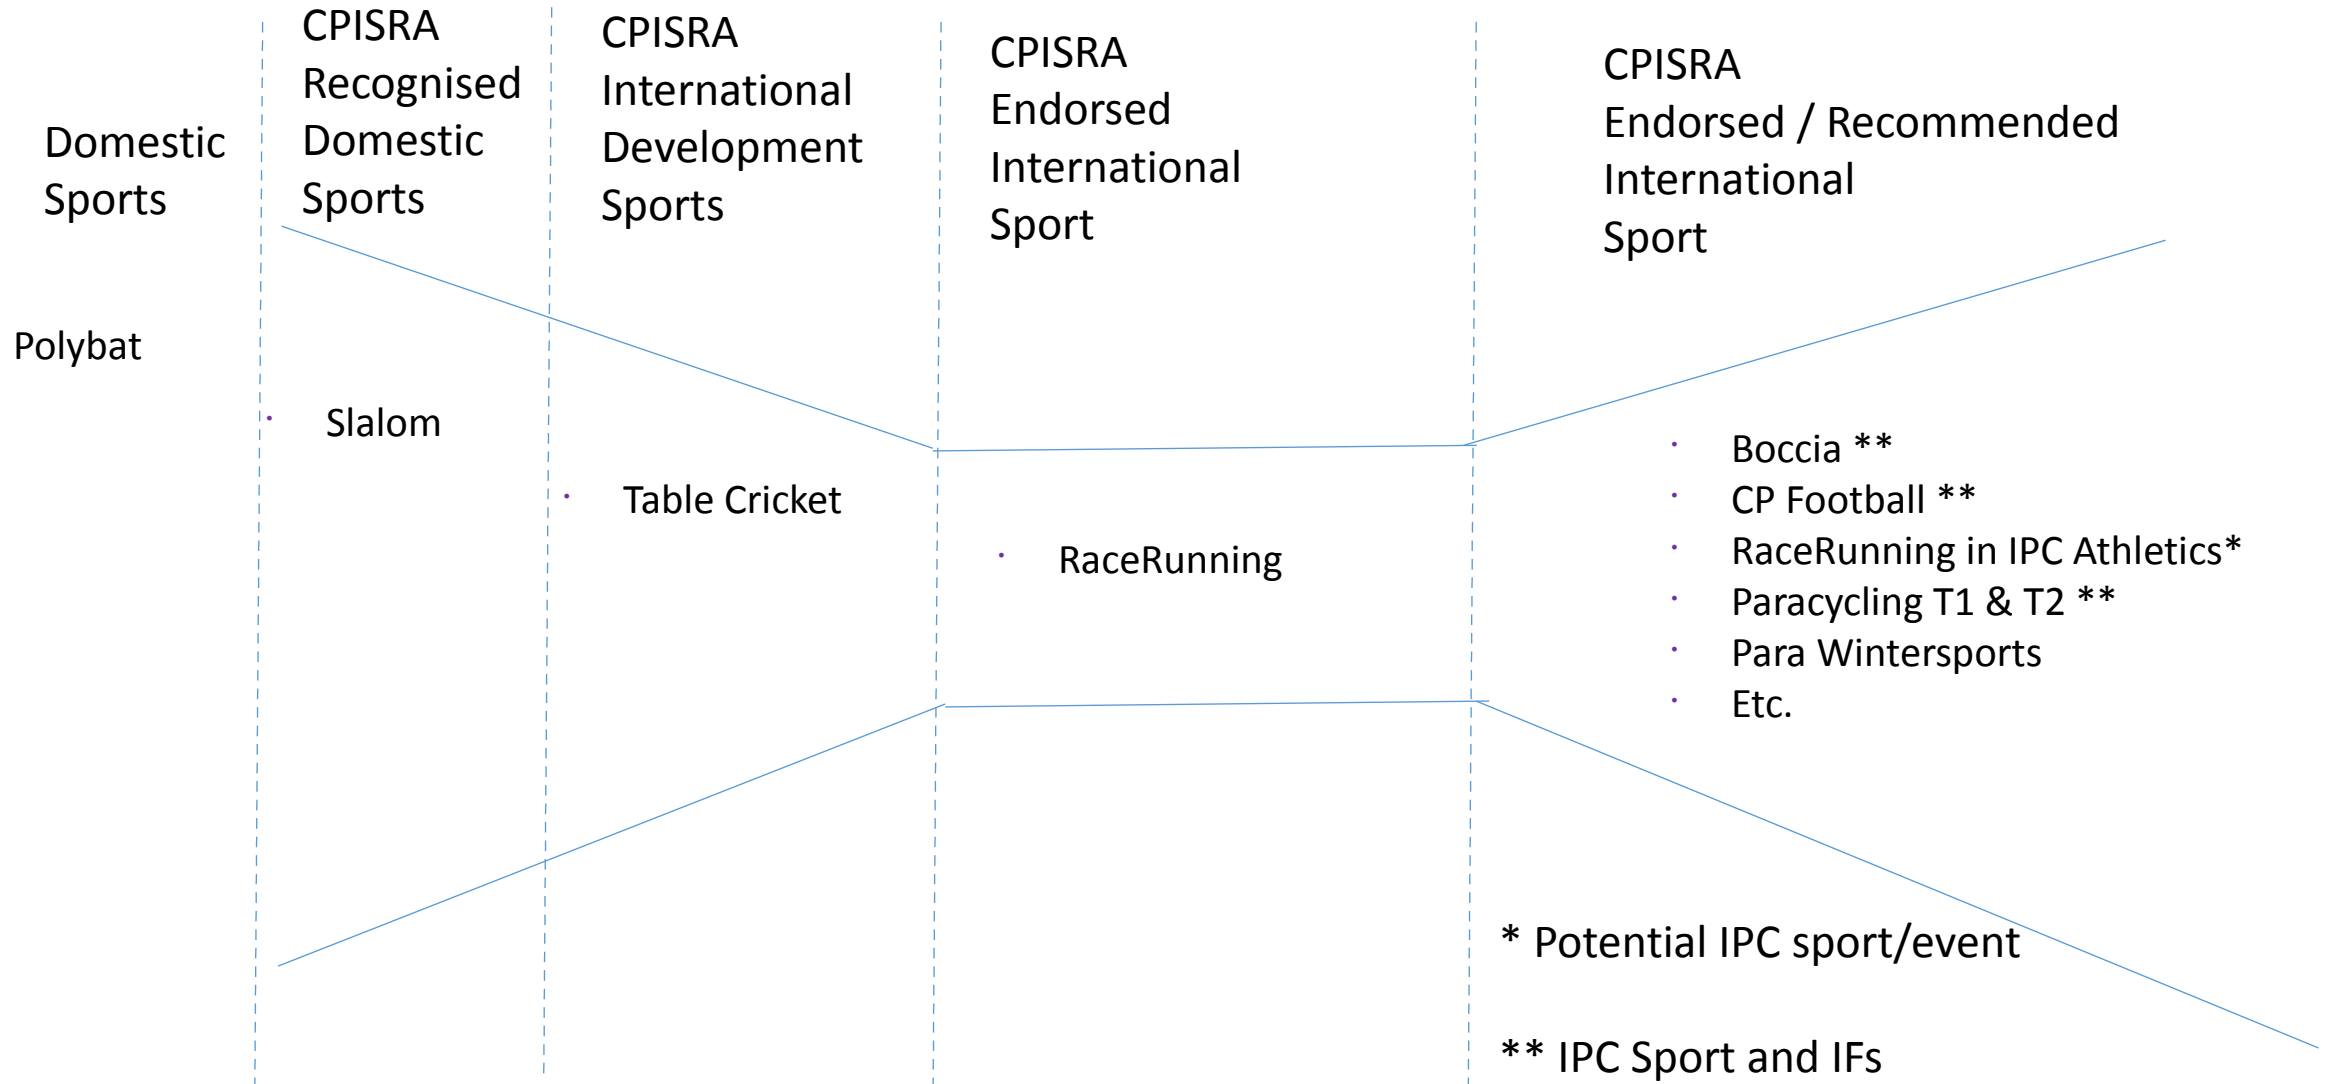 Domestic
Sports
CPISRA
Recognised
Domestic
Sports
CPISRA
International
Development
Sports
CPISRA
Endorsed
International
Sport
CPISRA
Endorsed / Recommended
International
Sport
Polybat
· Slalom
· Table Cricket
· RaceRunning
· Boccia **
· CP Football **
· RaceRunning in IPC Athletics*
· Paracycling T1 & T2 **
· Para Wintersports
· Etc.
* Potential IPC sport/event
** IPC Sport and IFs